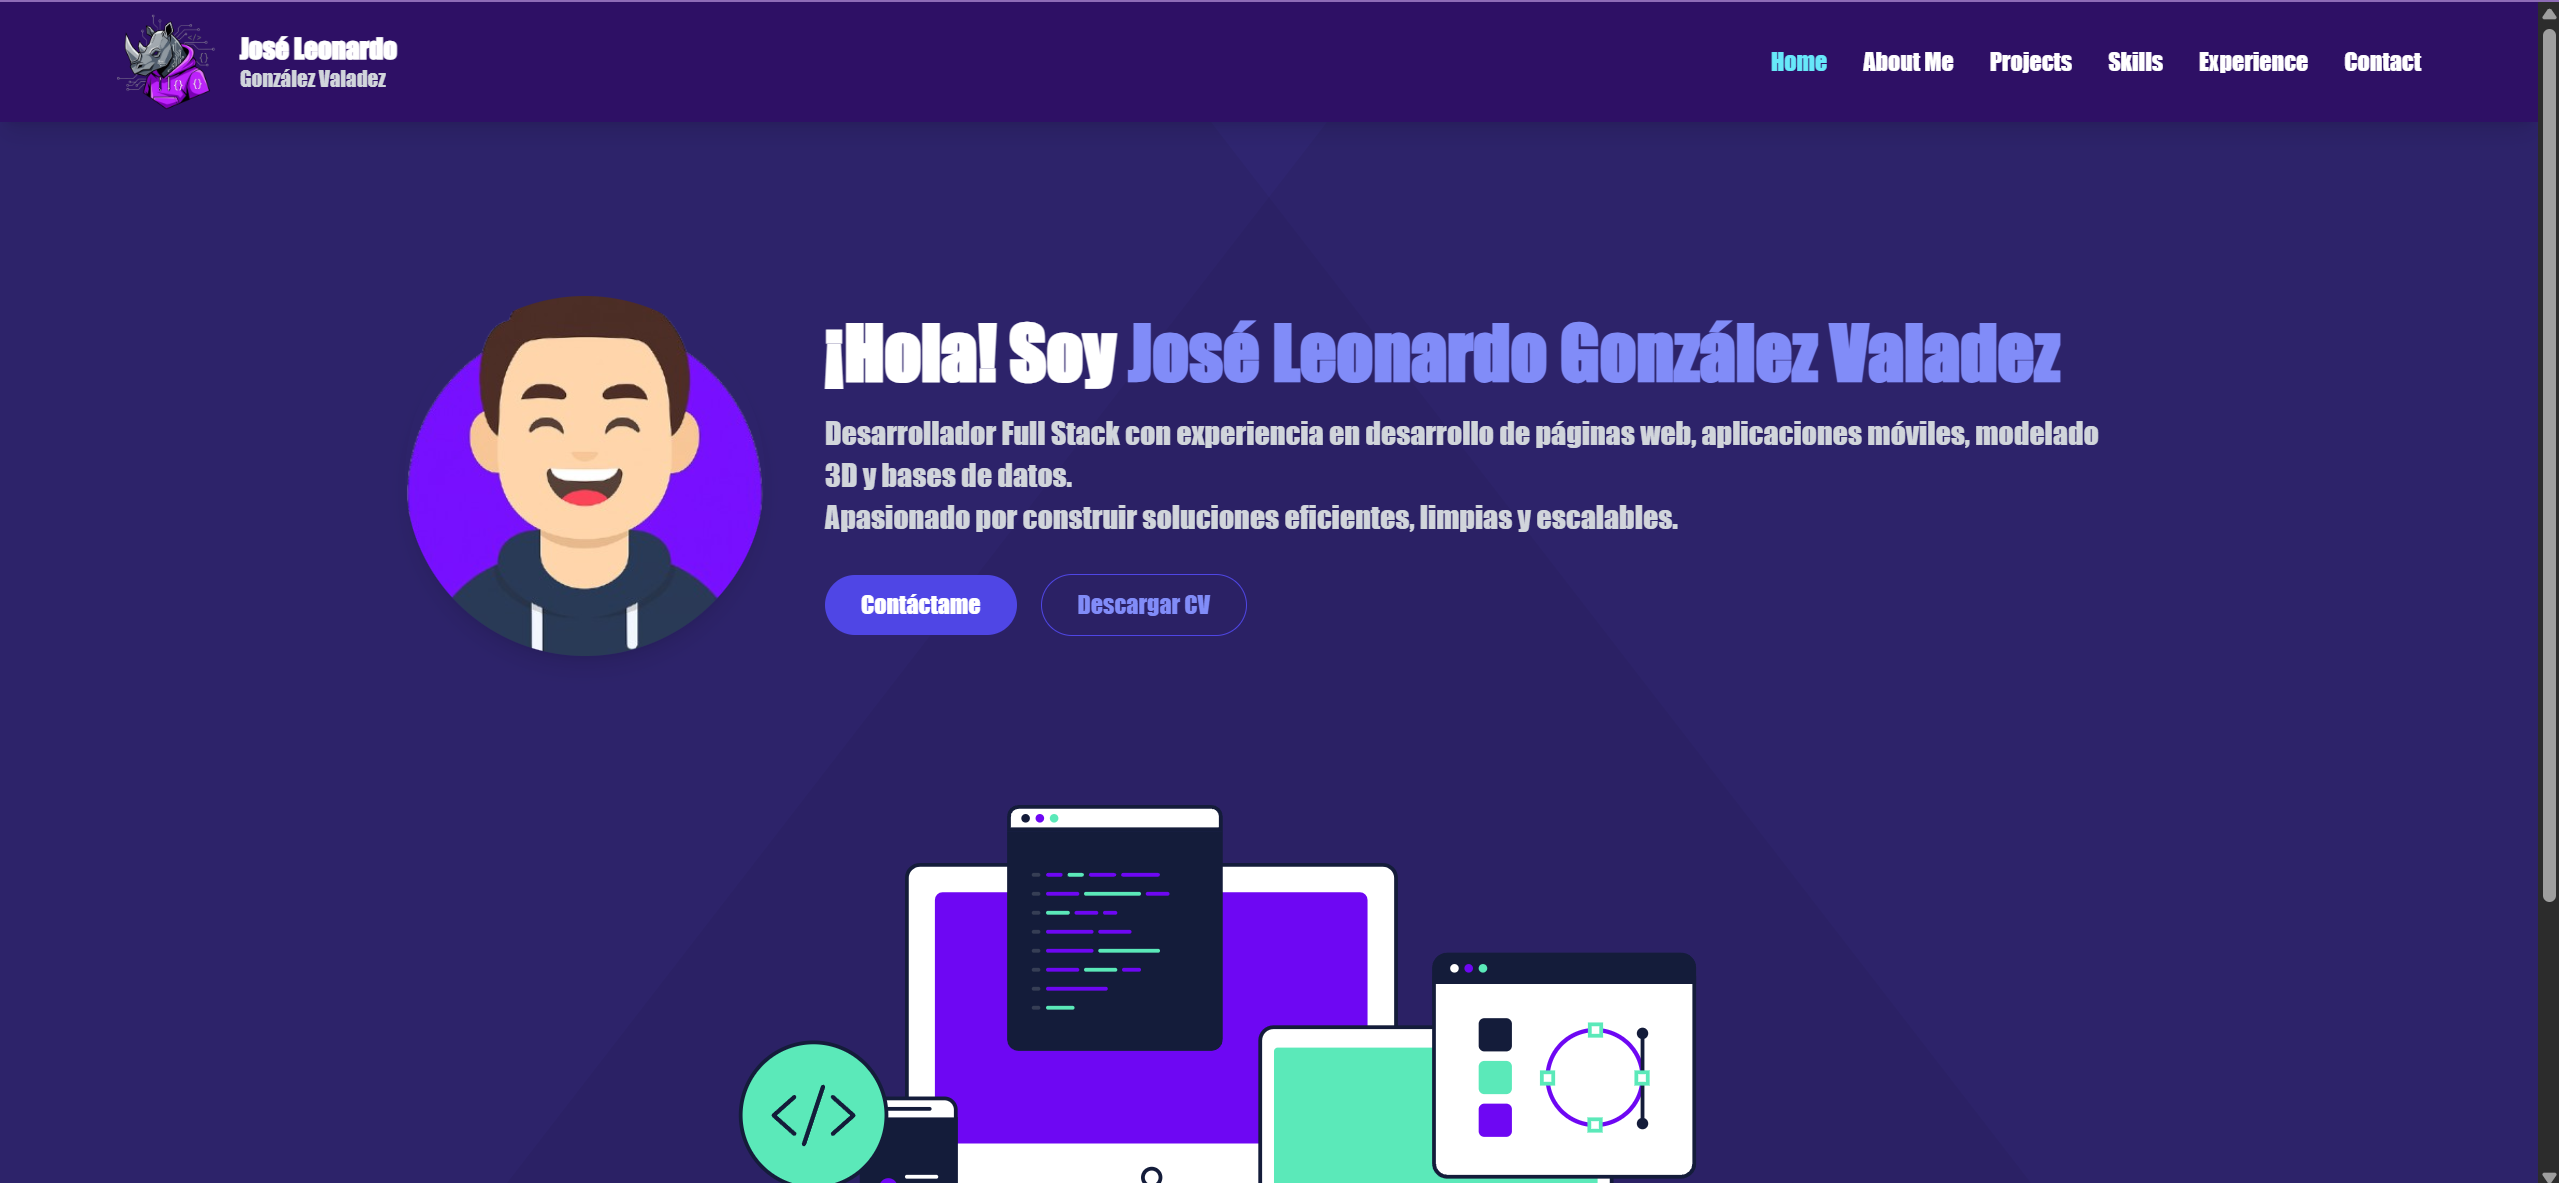 José Leonardo
González Valadez
Home About Me Projects Skills Experience Contact
¡Hola! Soy José Leonardo González Valadez
Desarrollador Full Stack con experiencia en desarrollo de páginas web, aplicaciones móviles, modelado
3D y bases de datos.
Apasionado por construir soluciones eficientes, limpias y escalables.
Contáctame Descargar CV
</>